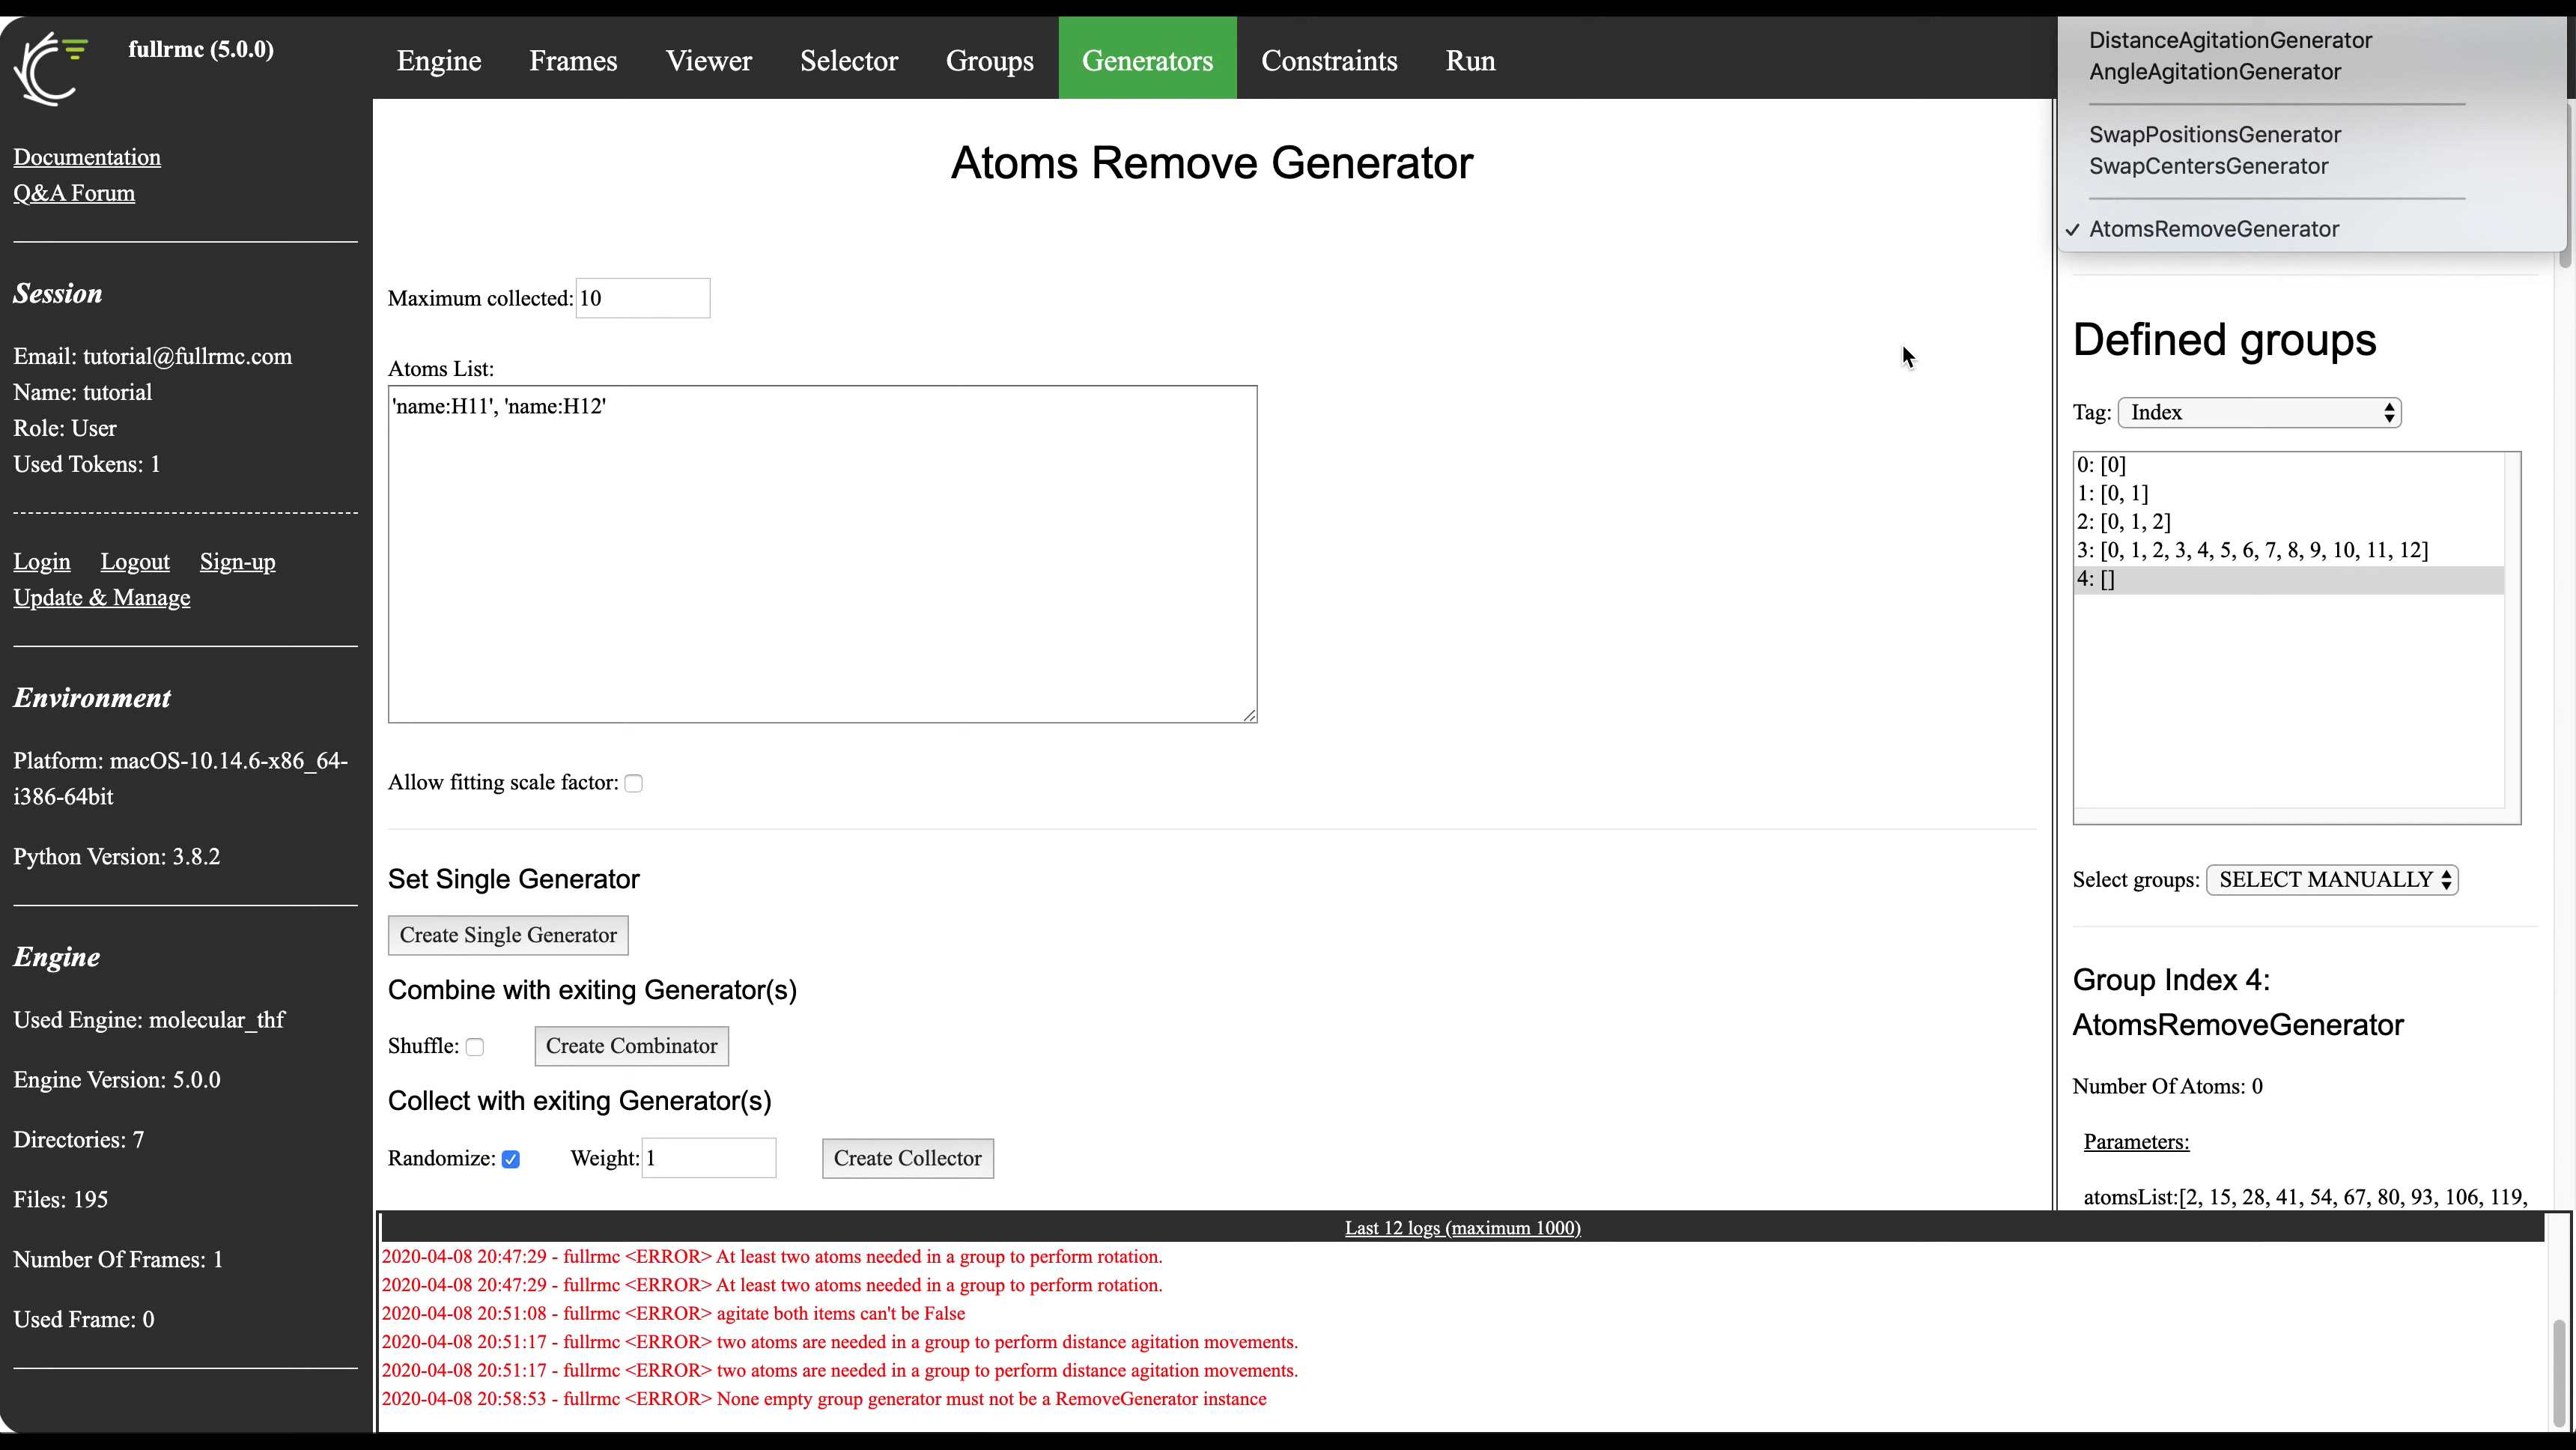 fullrmc (5.0.0)
Engine
Frames
Viewer
Selector
Groups
Generators
Constraints
Run
DistanceAgitationGenerator
AngleAgitationGenerator
SwapPositionsGenerator
SwapCentersGenerator
✓ AtomsRemoveGenerator
Documentation
Q&A Forum
Session
Email: tutorial@fullrmc.com
Name: tutorial
Role: User
Used Tokens: 1
Login Logout Sign-up
Update & Manage
Environment
Platform: macOS-10.14.6-x86_64-
i386-64bit
Python Version: 3.8.2
Engine
Used Engine: molecular_thf
Engine Version: 5.0.0
Directories: 7
Files: 195
Number Of Frames: 1
Used Frame: 0
Atoms Remove Generator
Maximum collected: 10
Atoms List:
'name:H11', 'name:H12'
Allow fitting scale factor:
Set Single Generator
Create Single Generator
Combine with exiting Generator(s)
Shuffle: Create Combinator
Collect with exiting Generator(s)
Randomize: Weight: 1 Create Collector
Defined groups
Tag: Index
0: [0]
1: [0, 1]
2: [0, 1, 2]
3: [0, 1, 2, 3, 4, 5, 6, 7, 8, 9, 10, 11, 12]
4: []
Select groups: SELECT MANUALLY
Group Index 4:
AtomsRemoveGenerator
Number Of Atoms: 0
Parameters:
atomsList:[2, 15, 28, 41, 54, 67, 80, 93, 106, 119,
Last 12 logs (maximum 1000)
2020-04-08 20:47:29 - fullrmc <ERROR> At least two atoms needed in a group to perform rotation.
2020-04-08 20:47:29 - fullrmc <ERROR> At least two atoms needed in a group to perform rotation.
2020-04-08 20:51:08 - fullrmc <ERROR> agitate both items can't be False
2020-04-08 20:51:17 - fullrmc <ERROR> two atoms are needed in a group to perform distance agitation movements.
2020-04-08 20:51:17 - fullrmc <ERROR> two atoms are needed in a group to perform distance agitation movements.
2020-04-08 20:58:53 - fullrmc <ERROR> None empty group generator must not be a RemoveGenerator instance